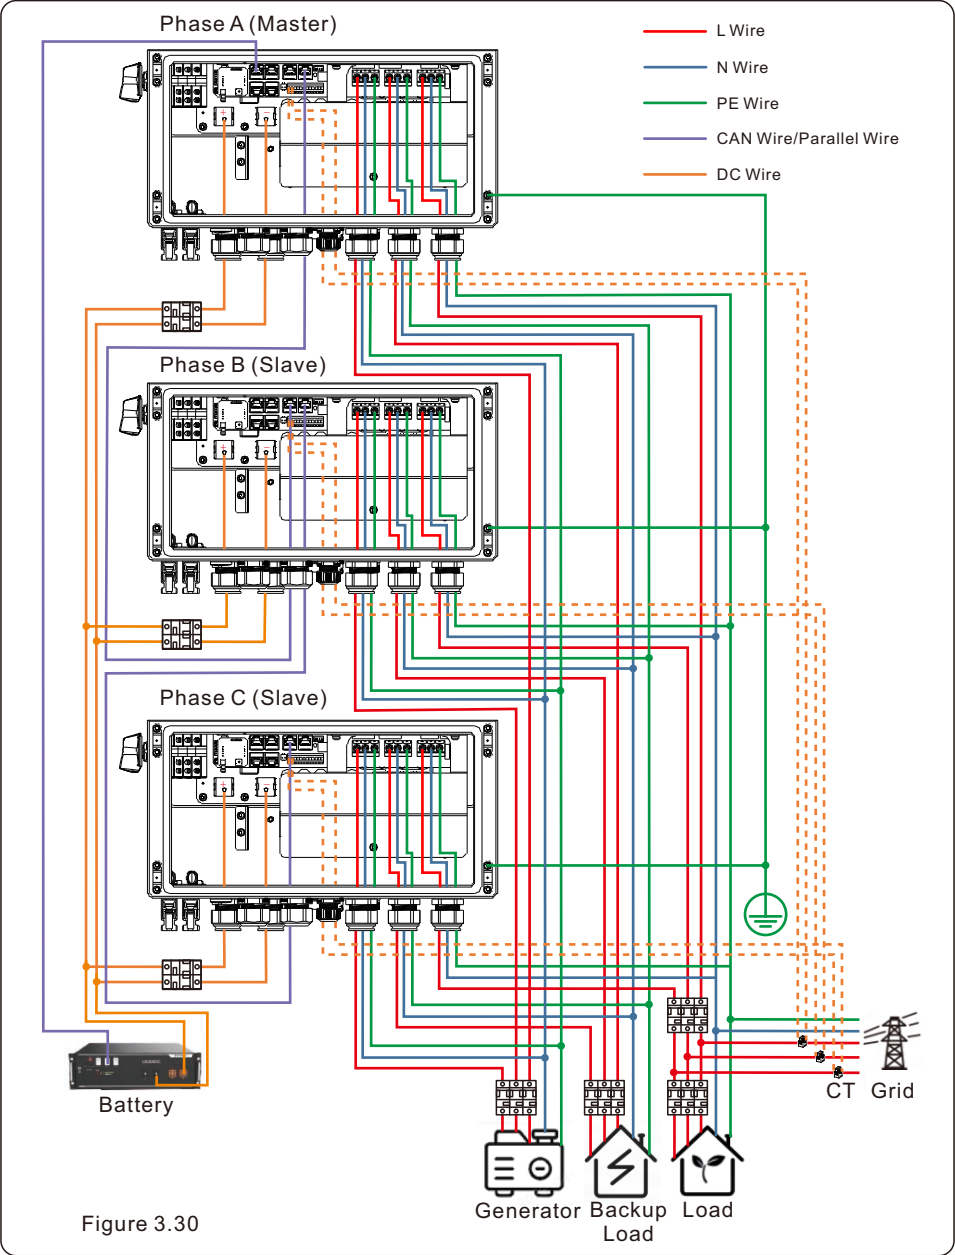 Phase A (Master)
L Wire
N Wire
PE Wire
CAN Wire/Parallel Wire
DC Wire
Phase B (Slave)
Phase C (Slave)
Battery
CT
Grid
Generator
Backup
Load
Load
Figure 3.30